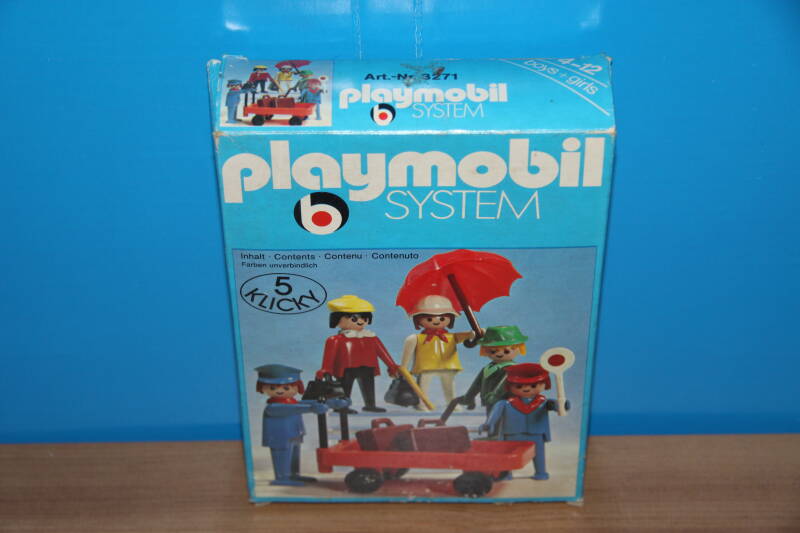 Art.-Nr 3271
playmobil
SYSTEM
4-12
boys + girls
playmobil
SYSTEM
Inhalt · Contents · Contenu · Contenuto
Farben unverbindlich
5
KLICKY